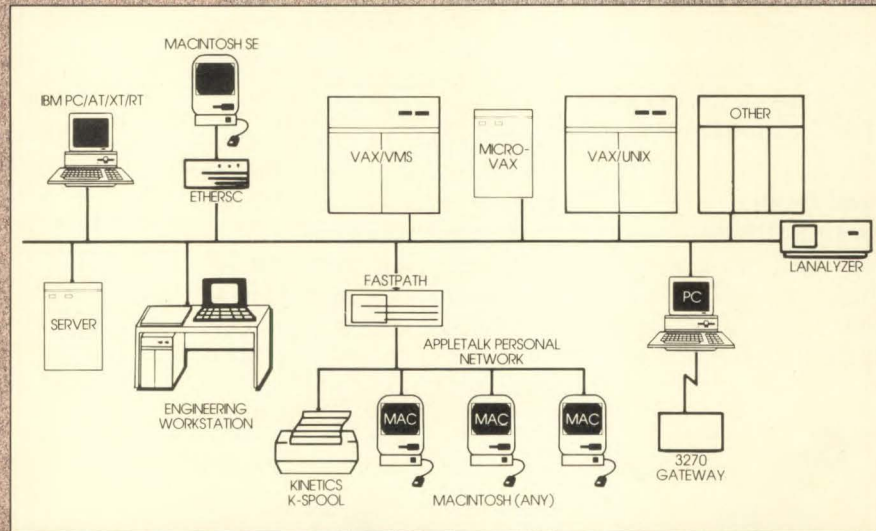 MACINTOSH SE
IBM PC/AT/XT/RT
ETHERSC
VAX/VMS
MICRO-
VAX
VAX/UNIX
OTHER
LANALYZER
SERVER
ENGINEERING
WORKSTATION
FASTPATH
APPLETALK PERSONAL
NETWORK
KINETICS
K-SPOOL
MAC
MAC
MAC
MACINTOSH (ANY)
PC
3270
GATEWAY